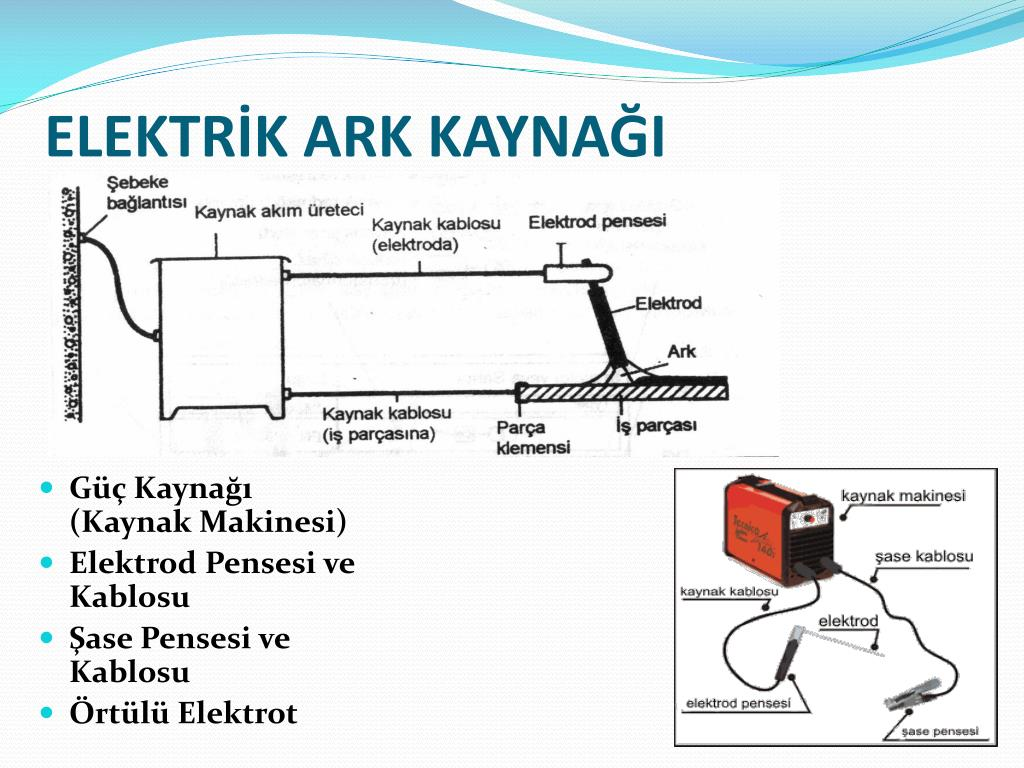 ELEKTRİK ARK KAYNAĞI
Şebeke
bağlantısı
Kaynak akım üreteci
Kaynak kablosu
(elektroda)
Elektrod pensesi
Elektrod
Ark
Kaynak kablosu
(iş parçasına)
Parça
klemensi
İş parçası
Güç Kaynağı
(Kaynak Makinesi)
Elektrod Pensesi ve
Kablosu
Şase Pensesi ve
Kablosu
Örtülü Elektrot
kaynak makinesi
şase kablosu
kaynak kablosu
elektrod
elektrod pensesi
şase pensesi